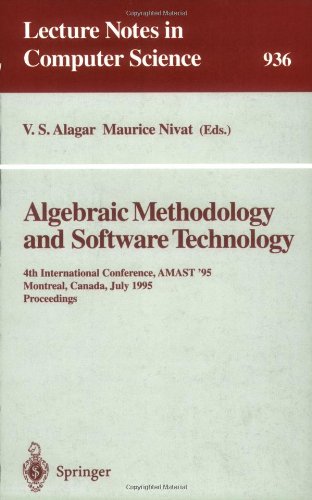 Lecture Notes in
Computer Science 936
V. S. Alagar Maurice Nivat (Eds.)
Algebraic Methodology
and Software Technology
4th International Conference, AMAST '95
Montreal, Canada, July 1995
Proceedings
Springer